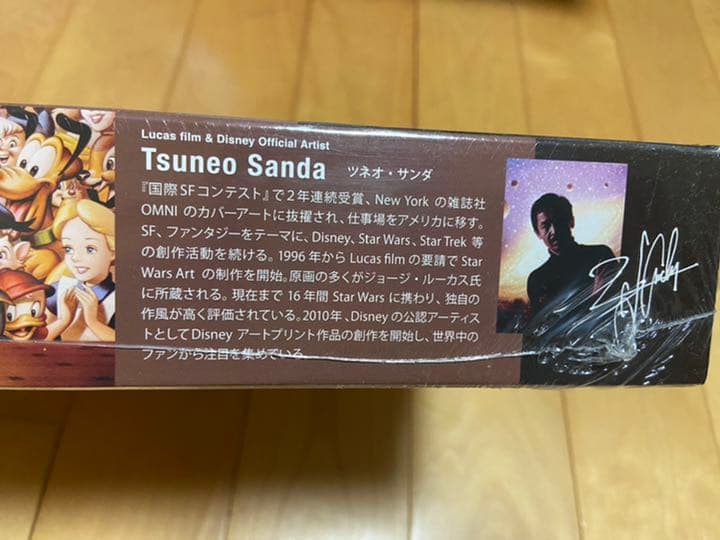 Lucas film & Disney Official Artist
Tsuneo Sanda ツネオ・サンダ
『国際SFコンテスト』で2年連続受賞、New York の雑誌社
OMNI のカバーアートに抜擢され、仕事場をアメリカに移す。
SF、ファンタジーをテーマに、Disney、Star Wars、Star Trek 等
の創作活動を続ける。1996年から Lucas film の要請で Star
Wars Art の制作を開始。原画の多くがジョージ・ルーカス氏
に所蔵される。現在まで 16年間 Star Wars に携わり、独自の
作風が高く評価されている。2010年、Disney の公認アーティス
トとして Disney アートプリント作品の創作を開始し、世界中の
ファンから注目を集めている。